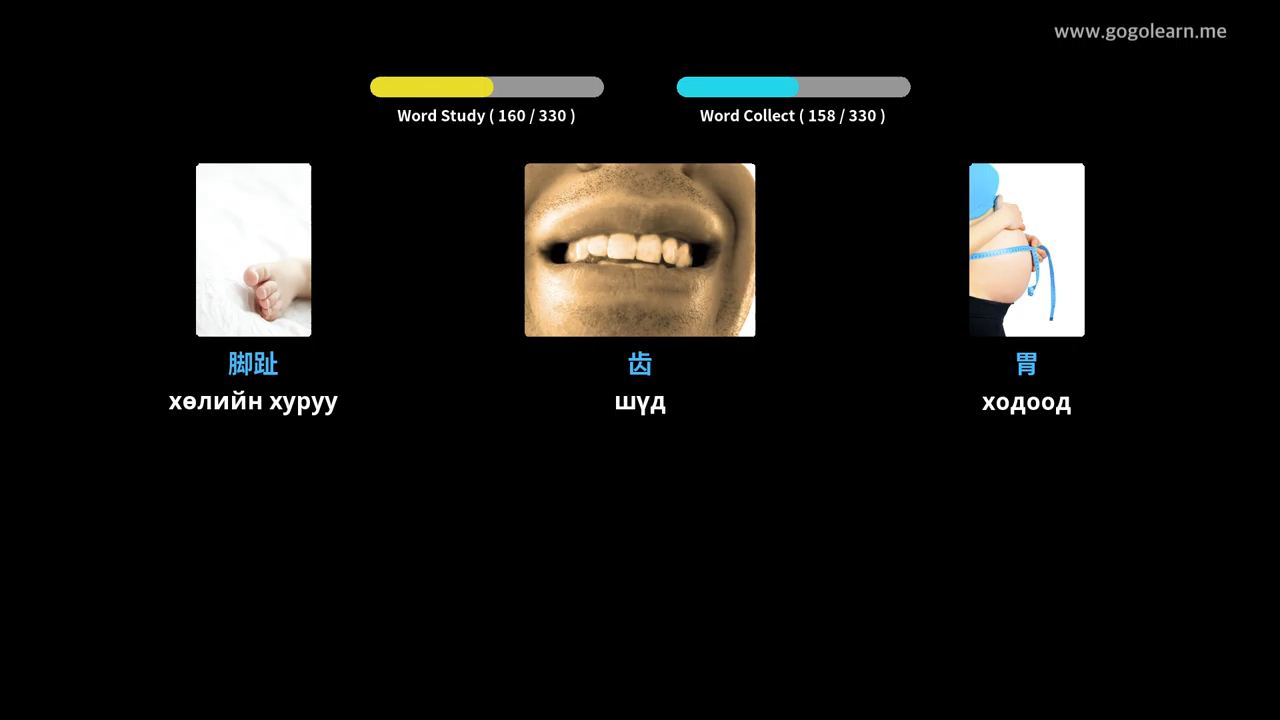 www.gogolearn.me
Word Study ( 160 / 330 )
Word Collect ( 158 / 330 )
脚趾
хөлийн хуруу
齿
шүд
胃
ходоод